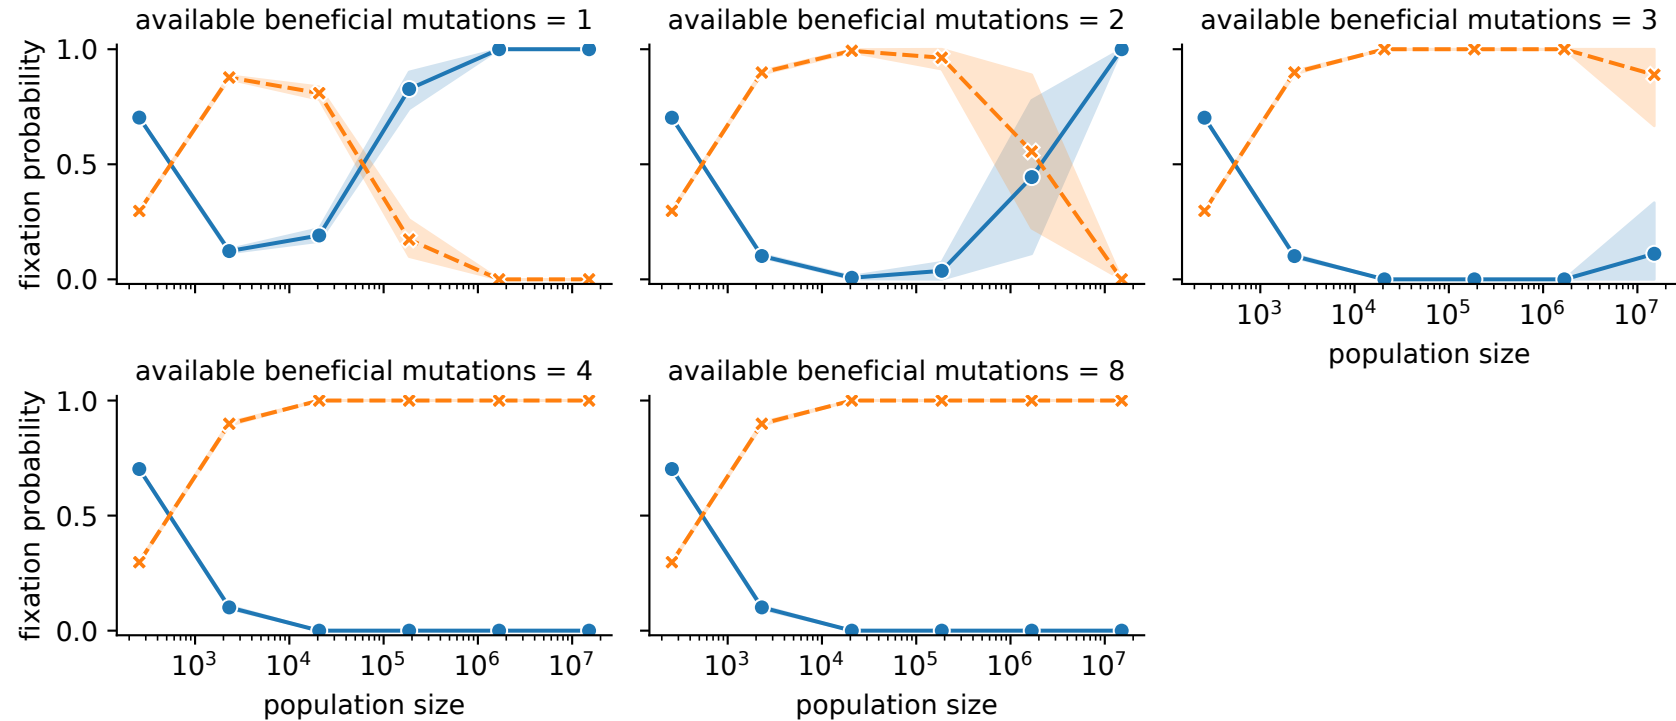 available beneficial mutations = 1
available beneficial mutations = 2
available beneficial mutations = 3
fixation probability
1.0
0.5
0.0
10³ 10⁴ 10⁵ 10⁶ 10⁷
population size
available beneficial mutations = 4
available beneficial mutations = 8
fixation probability
1.0
0.5
0.0
10³ 10⁴ 10⁵ 10⁶ 10⁷
10³ 10⁴ 10⁵ 10⁶ 10⁷
population size
population size